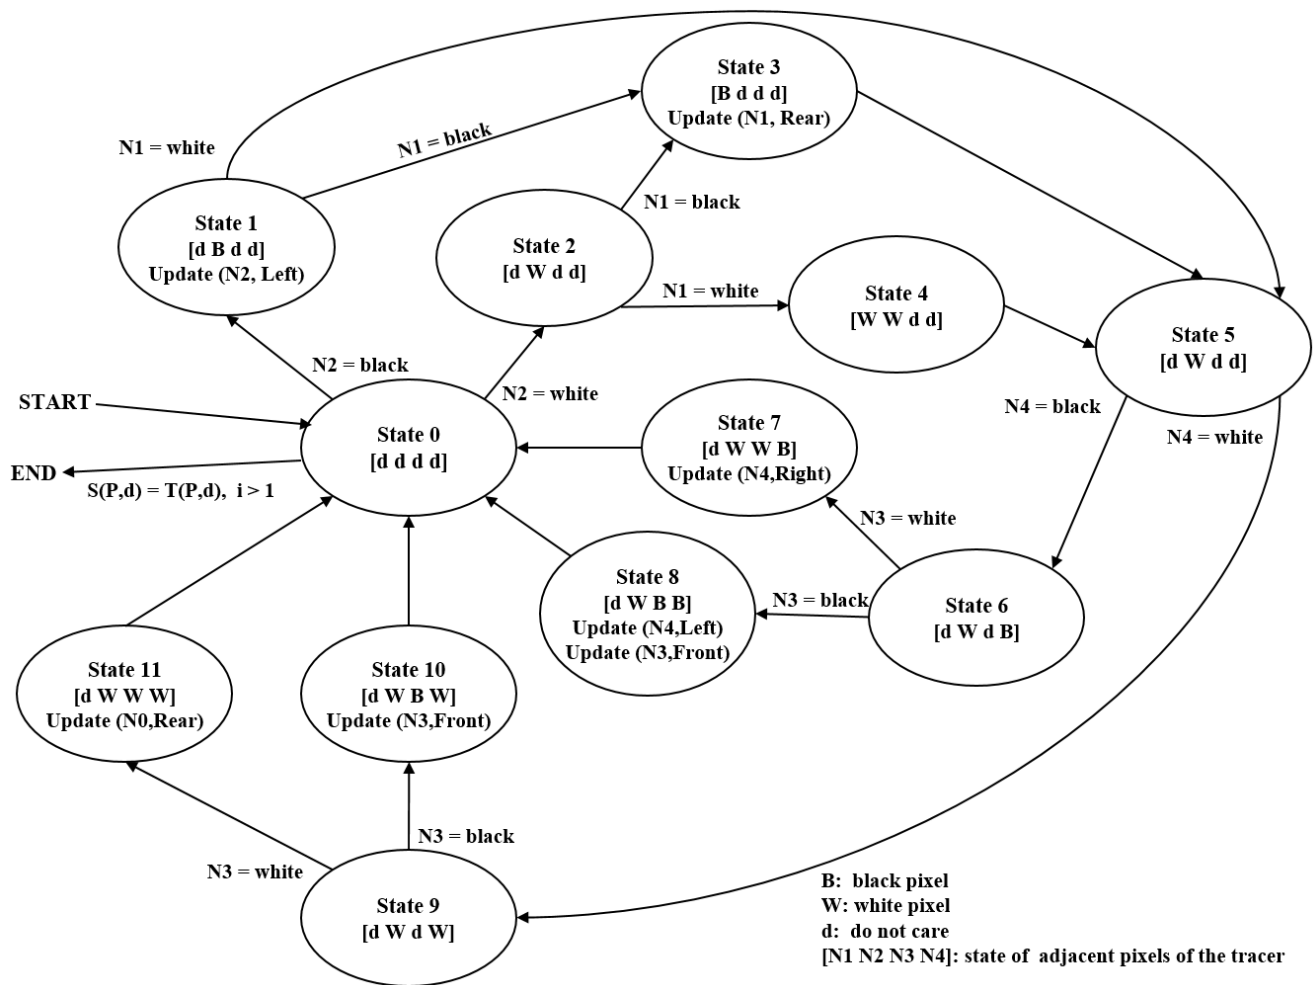 State 3
[B d d d]
Update (N1, Rear)
N1 = white
N1 = black
State 1
[d B d d]
Update (N2, Left)
N1 = black
State 2
[d W d d]
N1 = white
State 4
[W W d d]
State 5
[d W d d]
N2 = black
N2 = white
START
State 0
[d d d d]
END
S(P,d) = T(P,d), i > 1
State 7
[d W W B]
Update (N4,Right)
N4 = black
N4 = white
N3 = white
State 8
[d W B B]
Update (N4,Left)
Update (N3,Front)
N3 = black
State 6
[d W d B]
State 11
[d W W W]
Update (N0,Rear)
State 10
[d W B W]
Update (N3,Front)
N3 = black
N3 = white
State 9
[d W d W]
B: black pixel
W: white pixel
d: do not care
[N1 N2 N3 N4]: state of adjacent pixels of the tracer